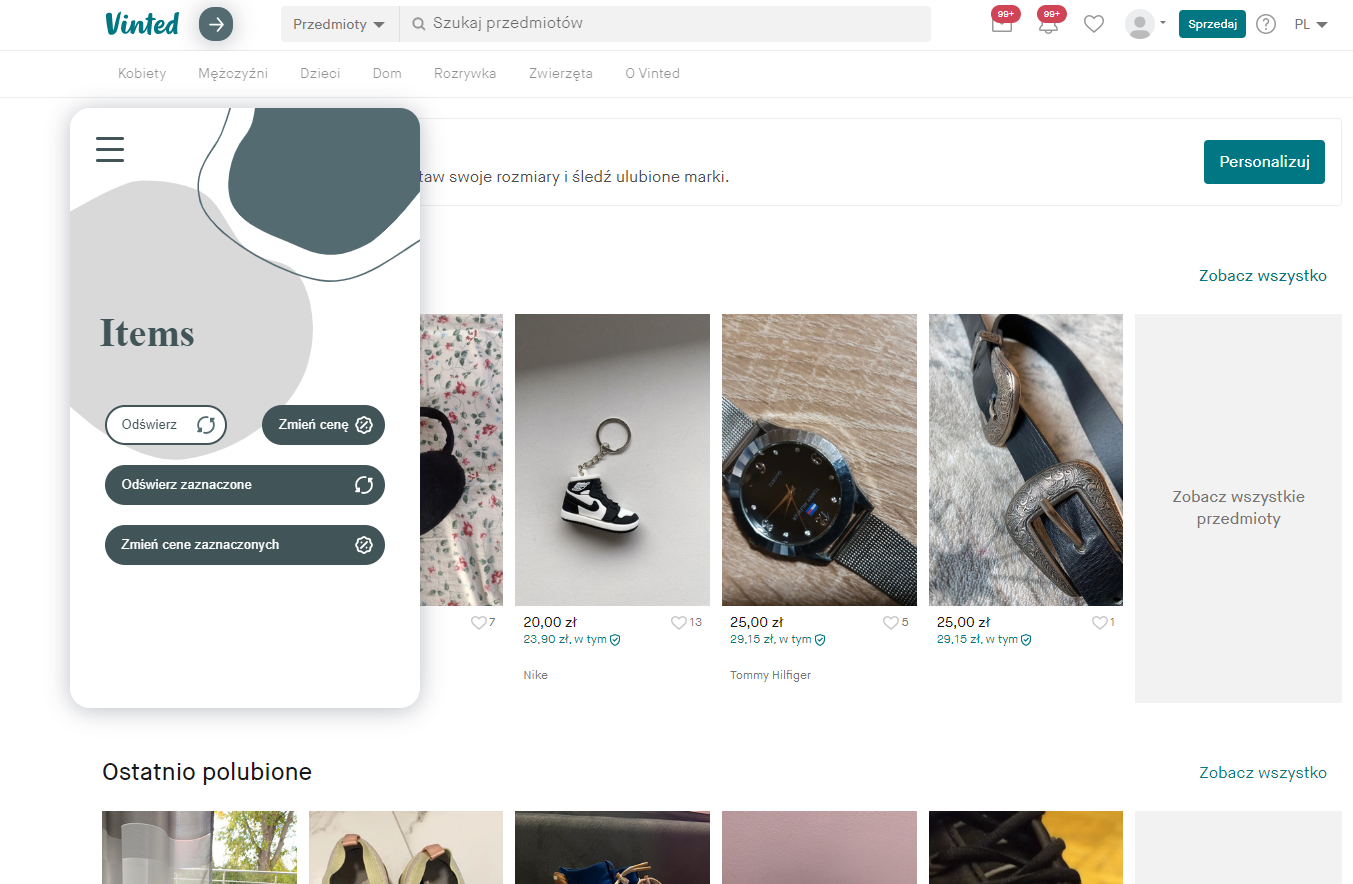 Vinted
Przedmioty
Szukaj przedmiotów
99+
99+
Sprzedaj
?
PL
Kobiety
Mężczyźni
Dzieci
Dom
Rozrywka
Zwierzęta
O Vinted
taw swoje rozmiary i śledź ulubione marki.
Personalizuj
Zobacz wszystko
Items
Odświerz
Zmień cenę
Odświerz zaznaczone
Zmień cene zaznaczonych
Zobacz wszystkie
przedmioty
7
20,00 zł
13
23,90 zł, w tym
Nike
25,00 zł
5
29,15 zł, w tym
Tommy Hilfiger
25,00 zł
1
29,15 zł, w tym
Ostatnio polubione
Zobacz wszystko